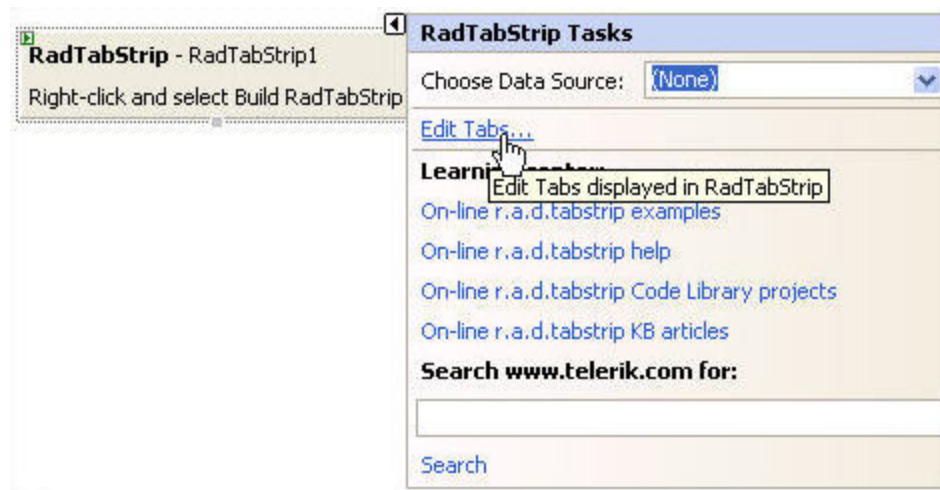 RadTabStrip - RadTabStrip1
Right-click and select Build RadTabStrip
RadTabStrip Tasks
Choose Data Source: (None)
Edit Tabs...
Edit Tabs displayed in RadTabStrip
On-line r.a.d.tabstrip examples
On-line r.a.d.tabstrip help
On-line r.a.d.tabstrip Code Library projects
On-line r.a.d.tabstrip KB articles
Search www.telerik.com for:
Search